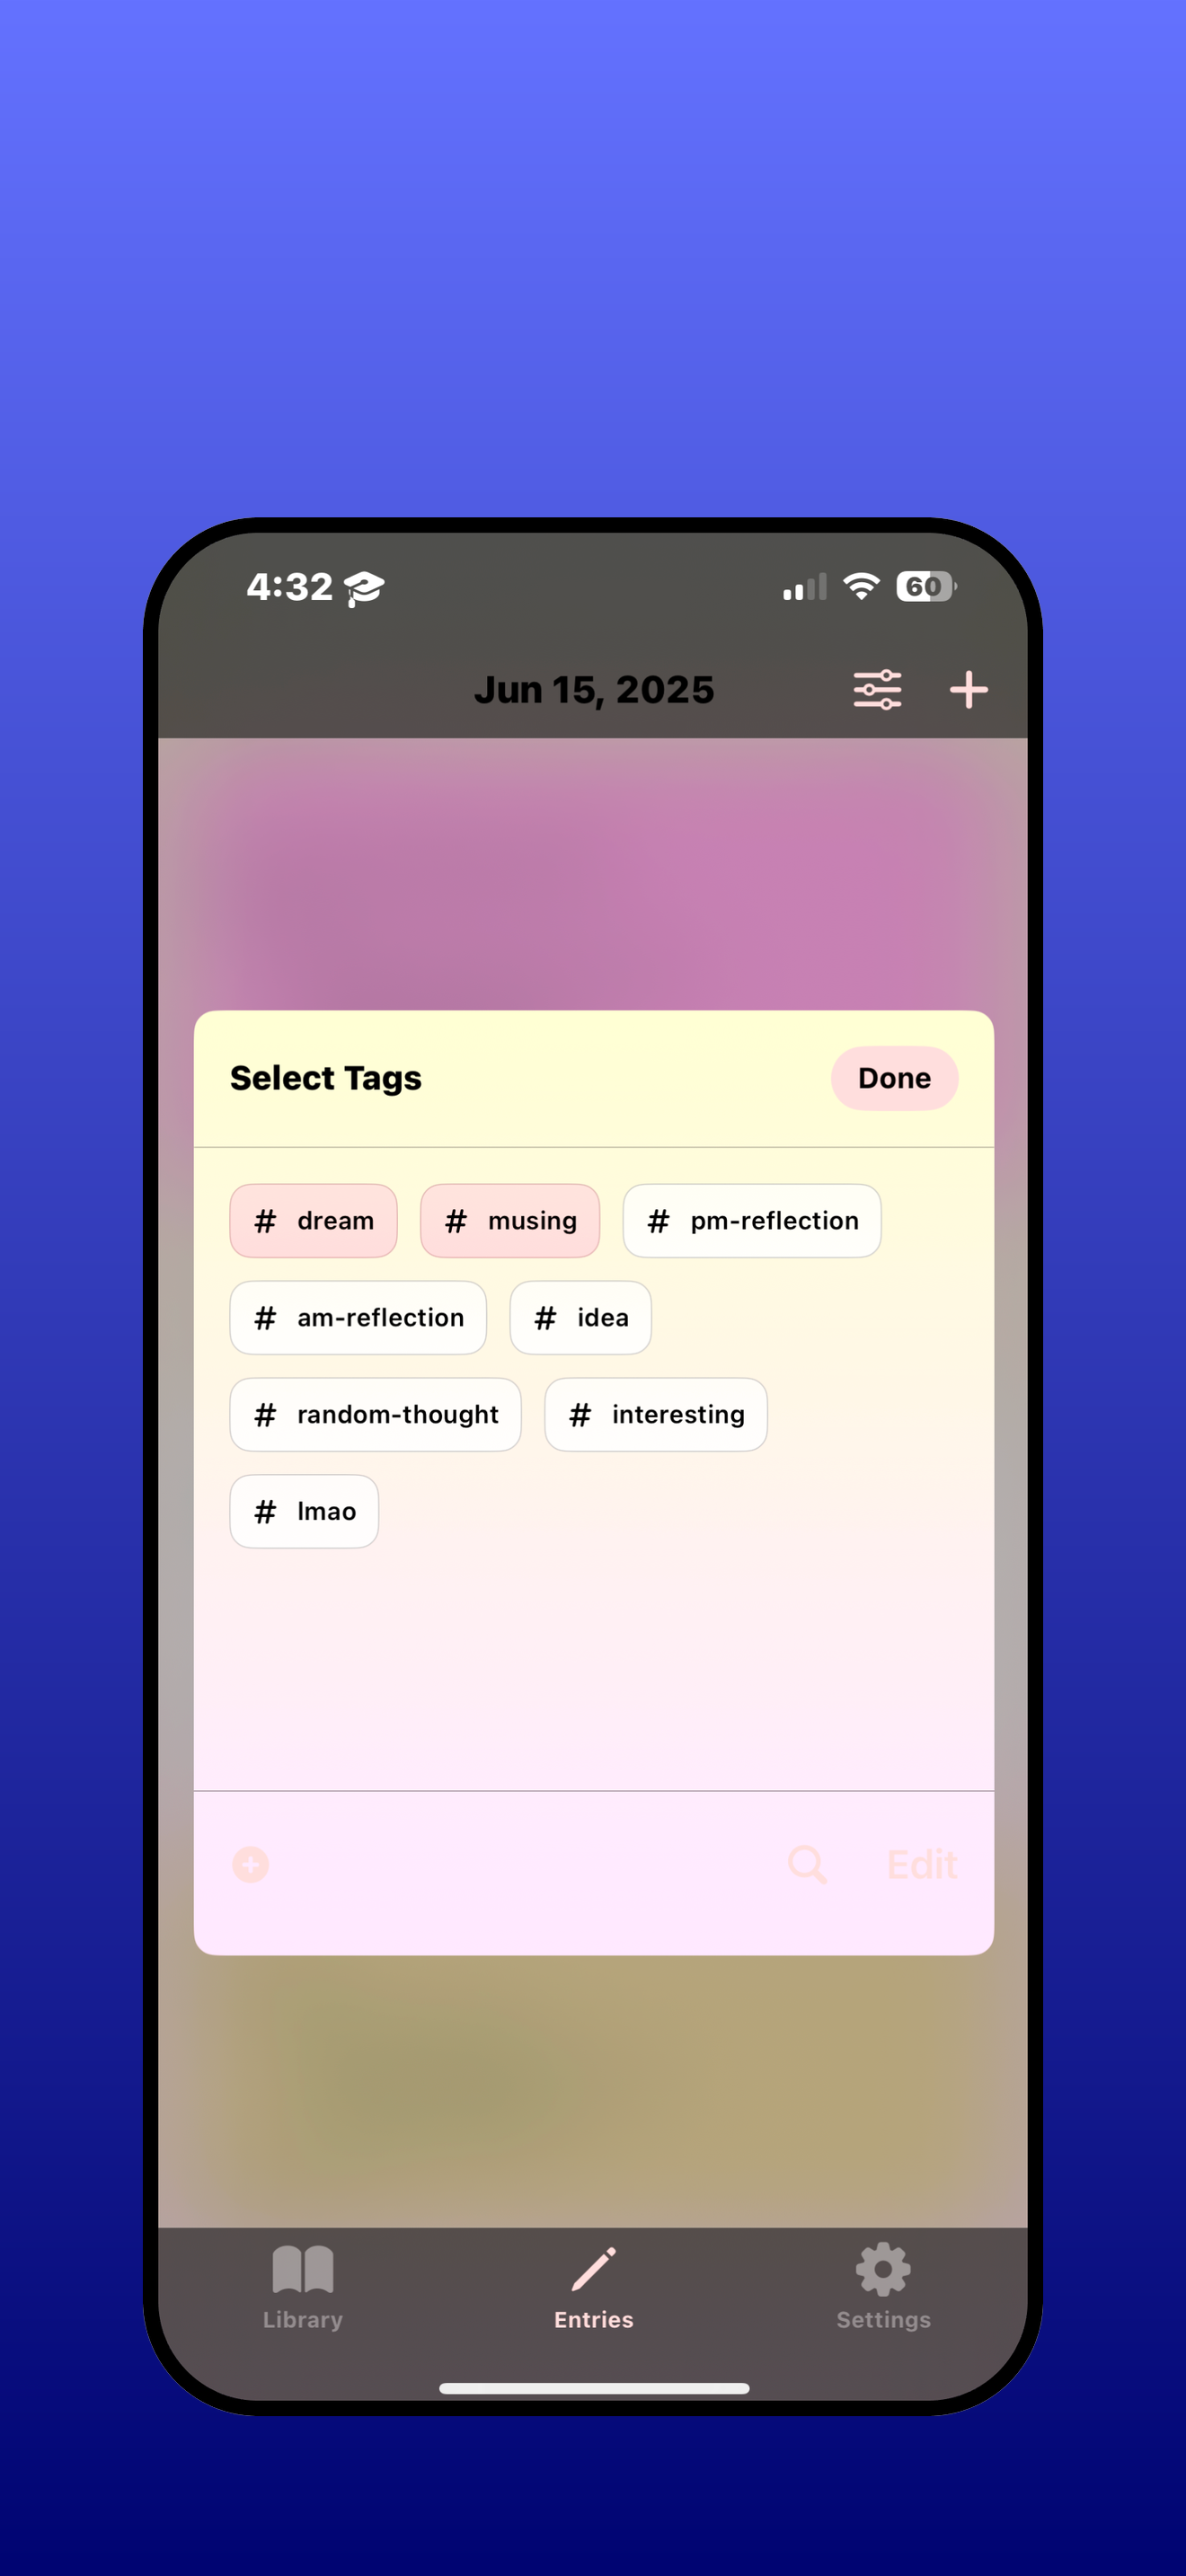 4:32 60
Jun 15, 2025
Select Tags Done
# dream # musing # pm-reflection
# am-reflection # idea
# random-thought # interesting
# lmao
Edit
Library Entries Settings